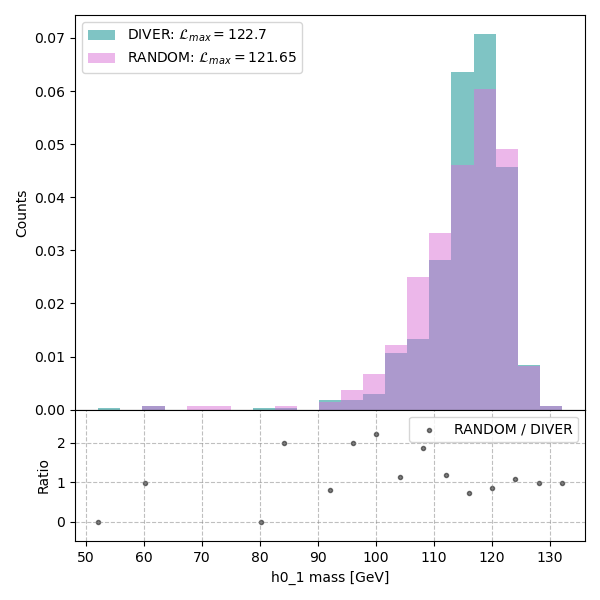 DIVER: ℒ_max = 122.7
RANDOM: ℒ_max = 121.65
Counts
0.07
0.06
0.05
0.04
0.03
0.02
0.01
0.00
RANDOM / DIVER
Ratio
2
1
0
50 60 70 80 90 100 110 120 130
h0_1 mass [GeV]